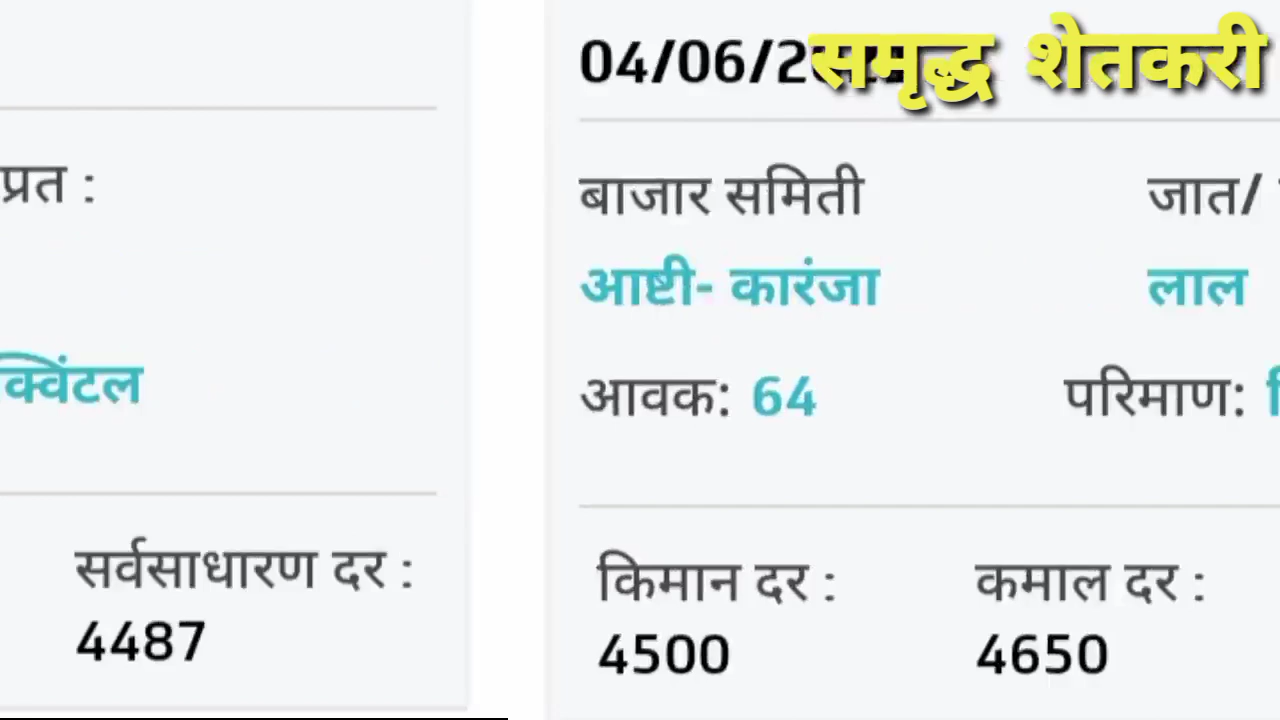 प्रत :
क्विंटल
सर्वसाधारण दर :
4487
समृद्ध शेतकरी
04/06/2
बाजार समिती
जात/
आष्टी- कारंजा
लाल
आवक: 64
परिमाण:
किमान दर :
कमाल दर :
4500
4650